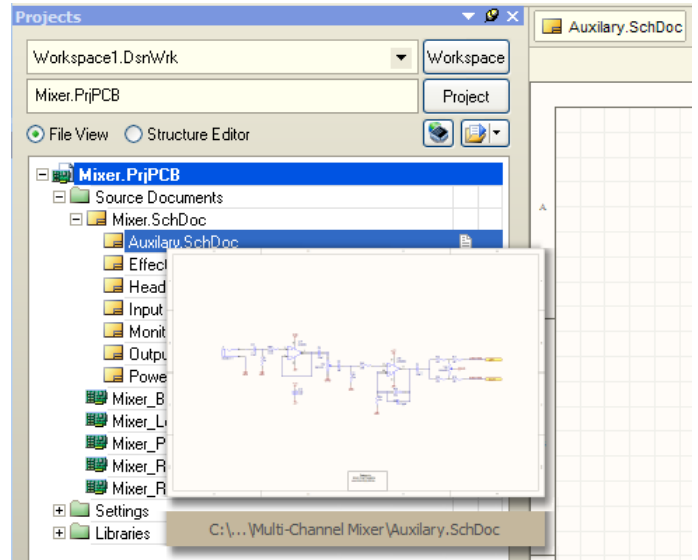 Projects
Auxilary.SchDoc
Workspace1.DsnWrk
Workspace
Mixer.PrjPCB
Project
File View
Structure Editor
Mixer.PrjPCB
Source Documents
Mixer.SchDoc
Auxilary.SchDoc
Effec
Head
Input
Monit
Outpu
Powe
Mixer_B
Mixer_L
Mixer_P
Mixer_R
Mixer_R
Settings
Libraries
C:\...\Multi-Channel Mixer\Auxilary.SchDoc
A